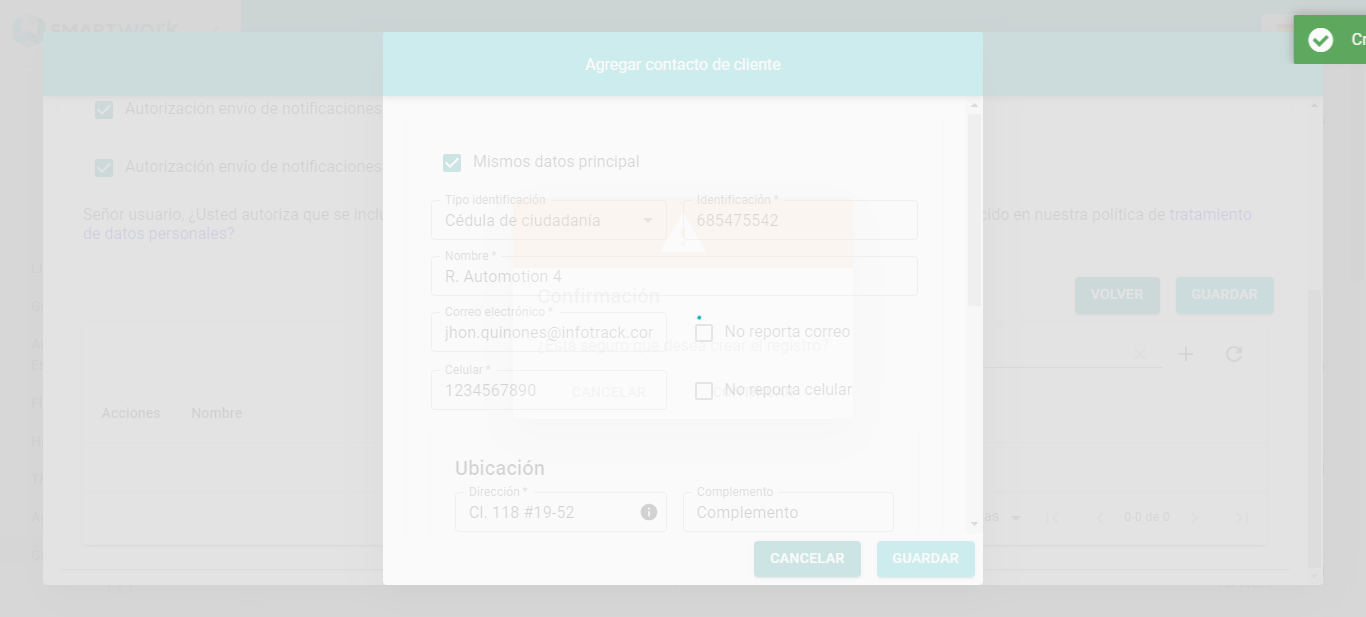 SMARTWORK
Cr
Agregar contacto de cliente
Autorización envío de notificaciones
Mismos datos principal
Autorización envío de notificaciones
Tipo identificación
Identificación *
Cédula de ciudadanía
685475542
Señor usuario, ¿Usted autoriza que se inclu
cido en nuestra política de tratamiento
de datos personales?
Nombre *
R. Automotion 4
VOLVER
GUARDAR
Confirmación
Correo electrónico *
jhon.quinones@infotrack.cor
No reporta correo
¿Está seguro que desea crear el registro?
Celular *
1234567890
No reporta celular
CANCELAR
Acciones
Nombre
Ubicación
Dirección *
Complemento
Cl. 118 #19-52
Complemento
as
0-0 de 0
CANCELAR
GUARDAR